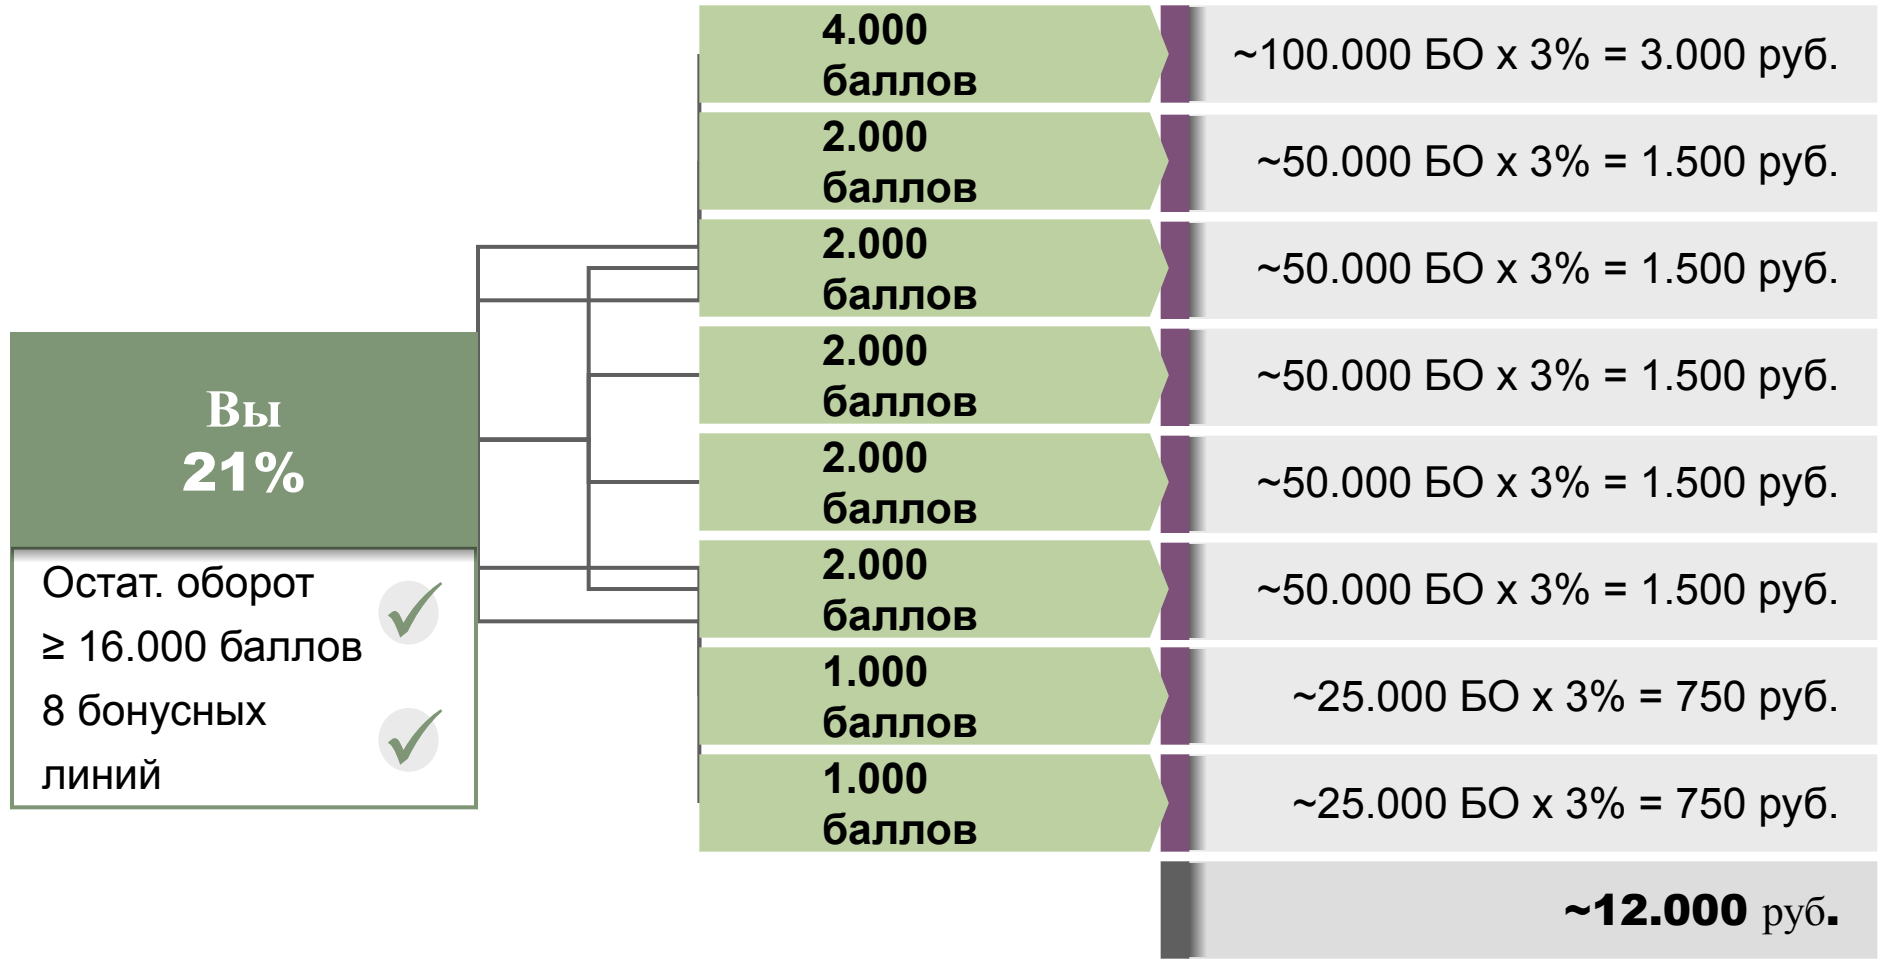 Вы
21%
Остат. оборот
≥ 16.000 баллов
8 бонусных
линий
4.000
баллов
~100.000 БО x 3% = 3.000 руб.
2.000
баллов
~50.000 БО x 3% = 1.500 руб.
2.000
баллов
~50.000 БО x 3% = 1.500 руб.
2.000
баллов
~50.000 БО x 3% = 1.500 руб.
2.000
баллов
~50.000 БО x 3% = 1.500 руб.
2.000
баллов
~50.000 БО x 3% = 1.500 руб.
1.000
баллов
~25.000 БО x 3% = 750 руб.
1.000
баллов
~25.000 БО x 3% = 750 руб.
~12.000 руб.